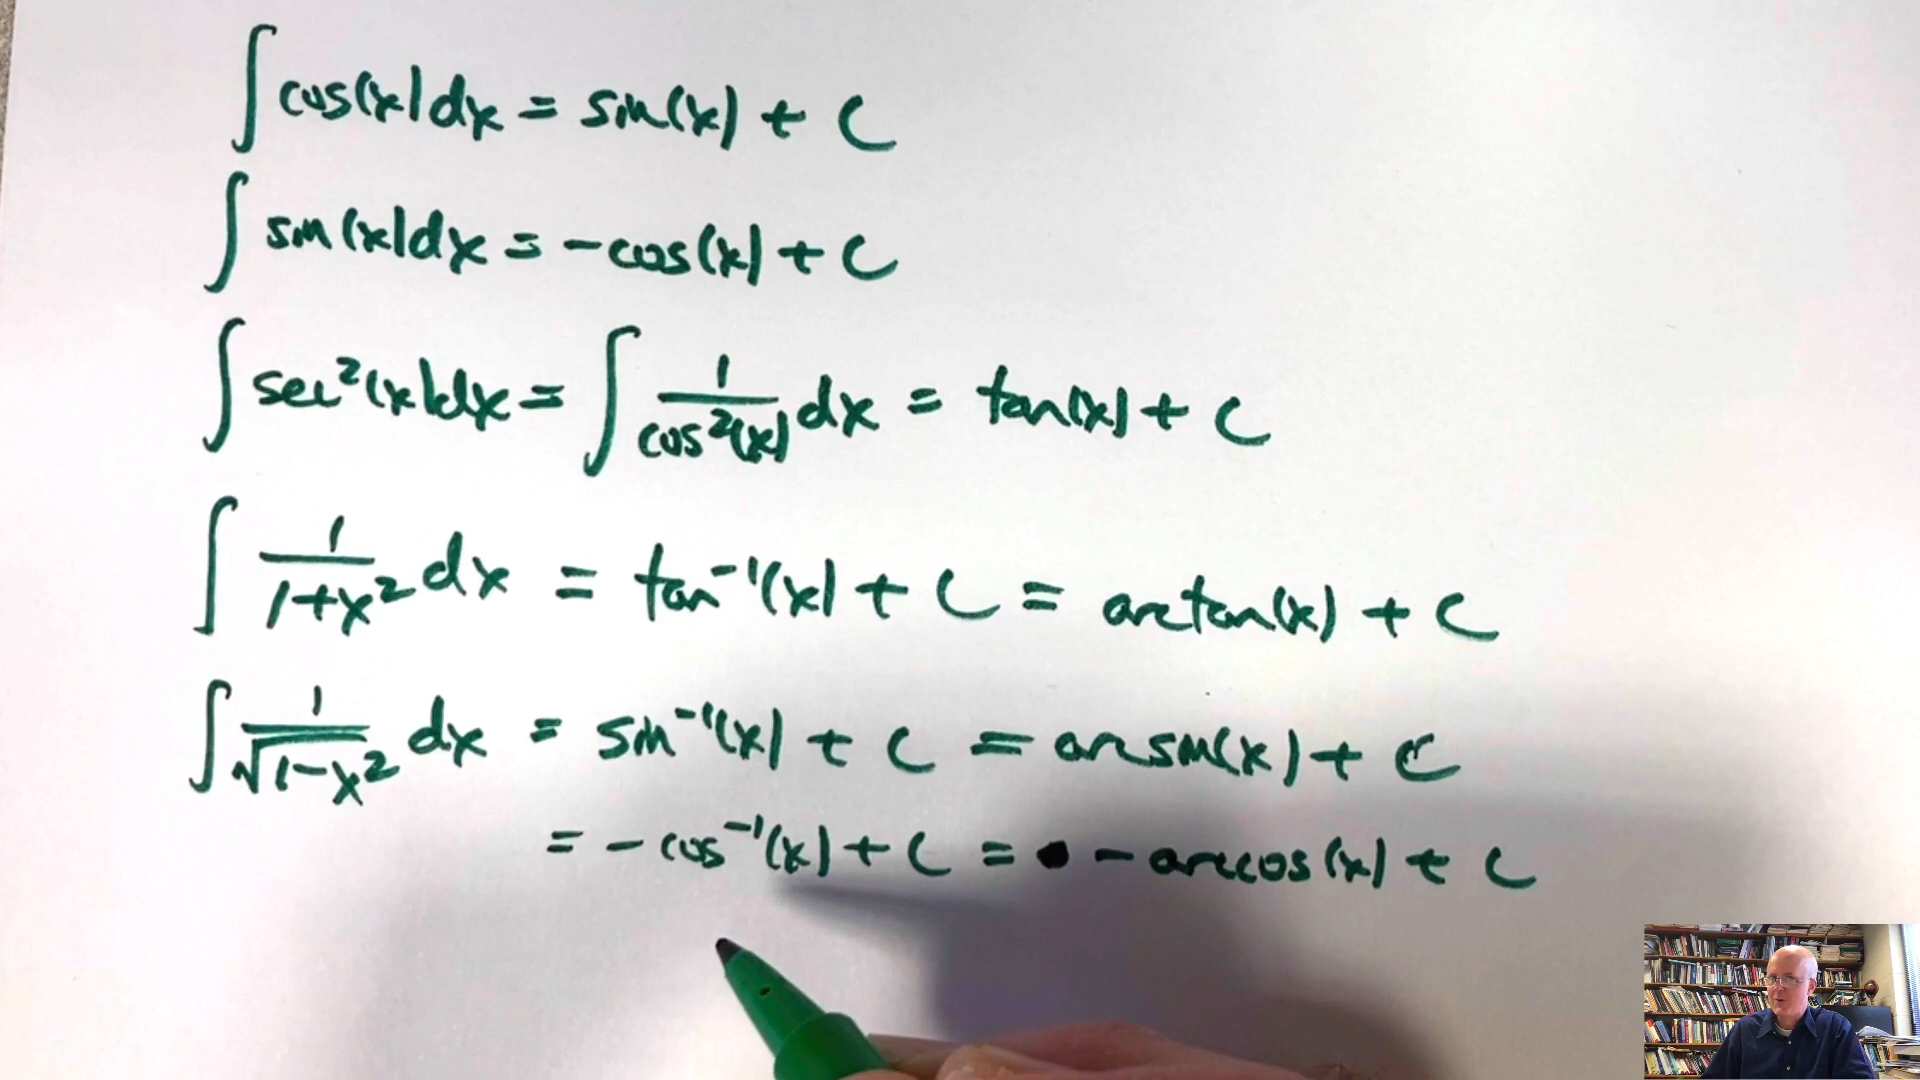 ∫ cos(x) dx = sin(x) + C
∫ sin(x) dx = -cos(x) + C
∫ sec²(x) dx = ∫ 1/cos²(x) dx = tan(x) + C
∫ 1/(1+x²) dx = tan⁻¹(x) + C = arctan(x) + C
∫ 1/√(1-x²) dx = sin⁻¹(x) + C = arcsin(x) + C
= -cos⁻¹(x) + C = -arccos(x) + C